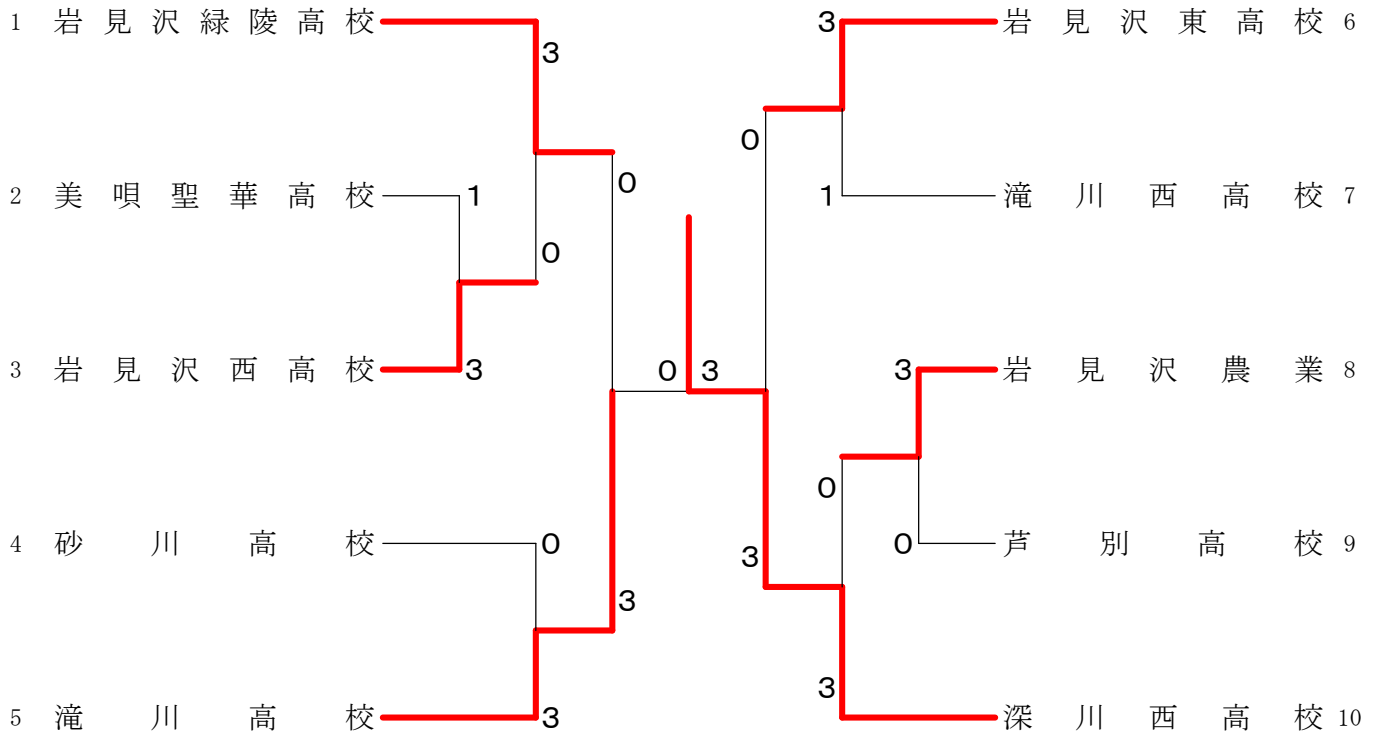 1 岩見沢緑陵高校 3 3 岩見沢東高校 6
0 0
2 美唄聖華高校 1 1 滝川西高校 7
0
3 岩見沢西高校 3 0 3 3 岩見沢農業 8
0
4 砂川高校 0 3 0 芦別高校 9
3
5 滝川高校 3 3 深川西高校 10